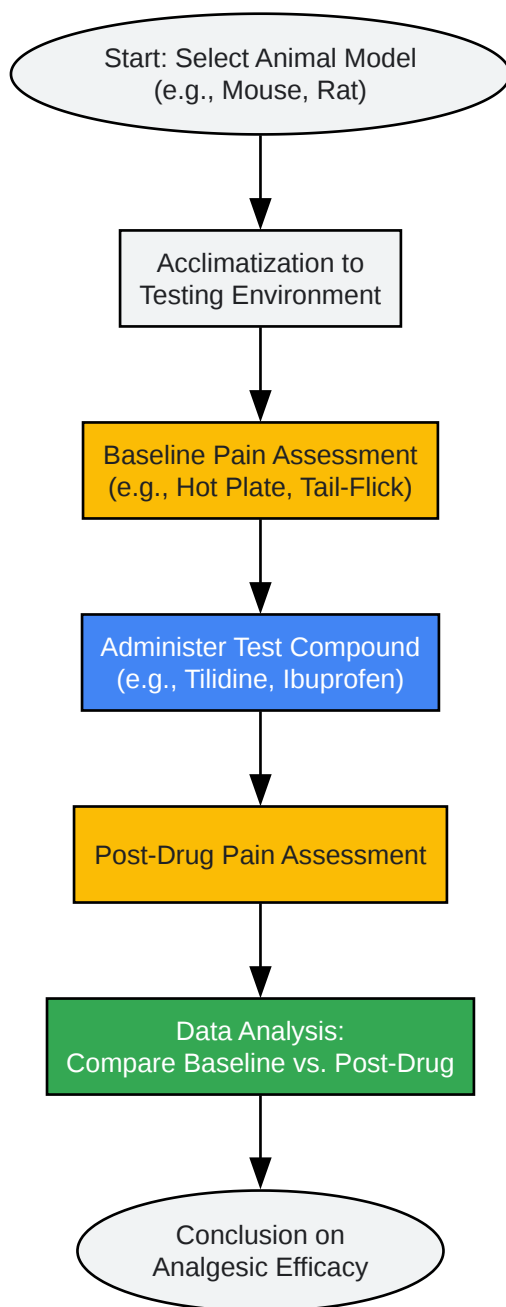 Start: Select Animal Model
(e.g., Mouse, Rat)
Acclimatization to
Testing Environment
Baseline Pain Assessment
(e.g., Hot Plate, Tail-Flick)
Administer Test Compound
(e.g., Tilidine, Ibuprofen)
Post-Drug Pain Assessment
Data Analysis:
Compare Baseline vs. Post-Drug
Conclusion on
Analgesic Efficacy